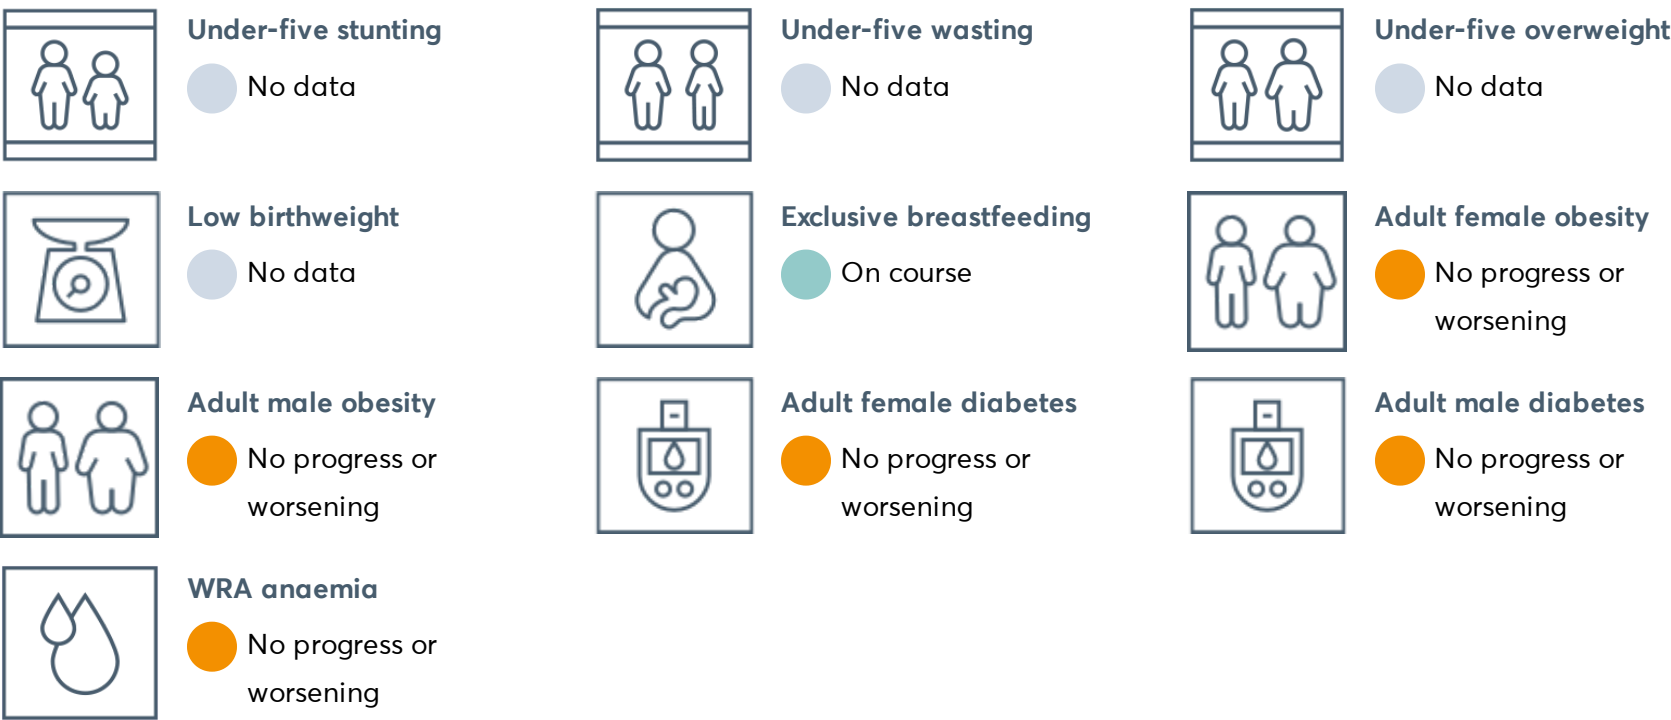 Under-five stunting
No data
Under-five wasting
No data
Under-five overweight
No data
Low birthweight
No data
Exclusive breastfeeding
On course
Adult female obesity
No progress or
worsening
Adult male obesity
No progress or
worsening
Adult female diabetes
No progress or
worsening
Adult male diabetes
No progress or
worsening
WRA anaemia
No progress or
worsening